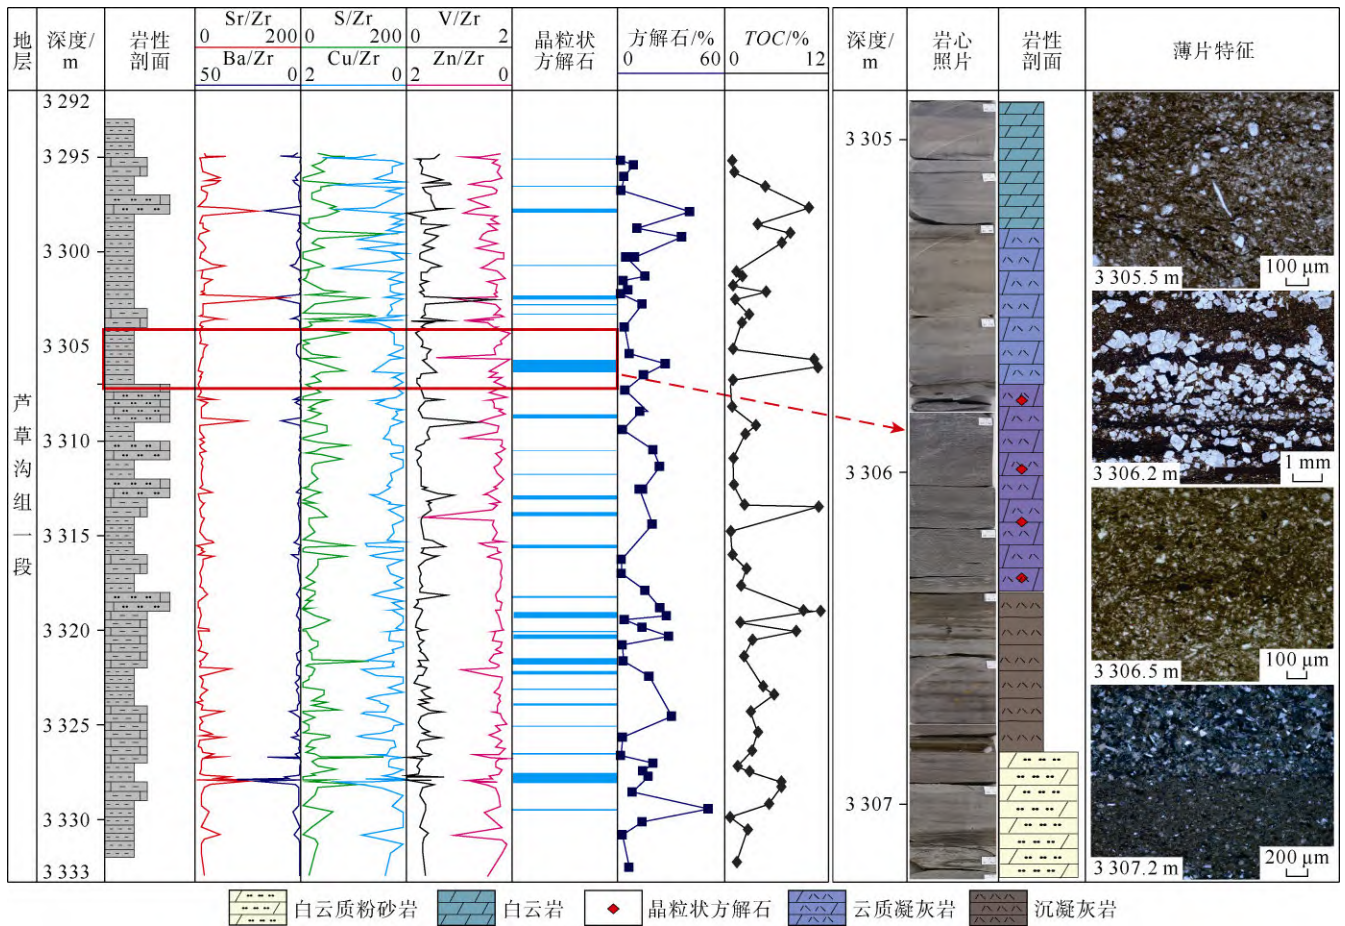 地层
深度/
m
岩性
剖面
Sr/Zr
0 200
Ba/Zr
50 0
S/Zr
0 200
Cu/Zr
2 0
V/Zr
0 2
Zn/Zr
2 0
晶粒状
方解石
方解石/%
0 60
TOC/%
0 12
深度/
m
岩心
照片
岩性
剖面
薄片特征
芦草沟组一段
3 292
3 295
3 300
3 305
3 310
3 315
3 320
3 325
3 330
3 333
3 305
3 306
3 307
3 305.5 m
100 μm
3 306.2 m
1 mm
3 306.5 m
100 μm
3 307.2 m
200 μm
白云质粉砂岩
白云岩
晶粒状方解石
云质凝灰岩
沉凝灰岩